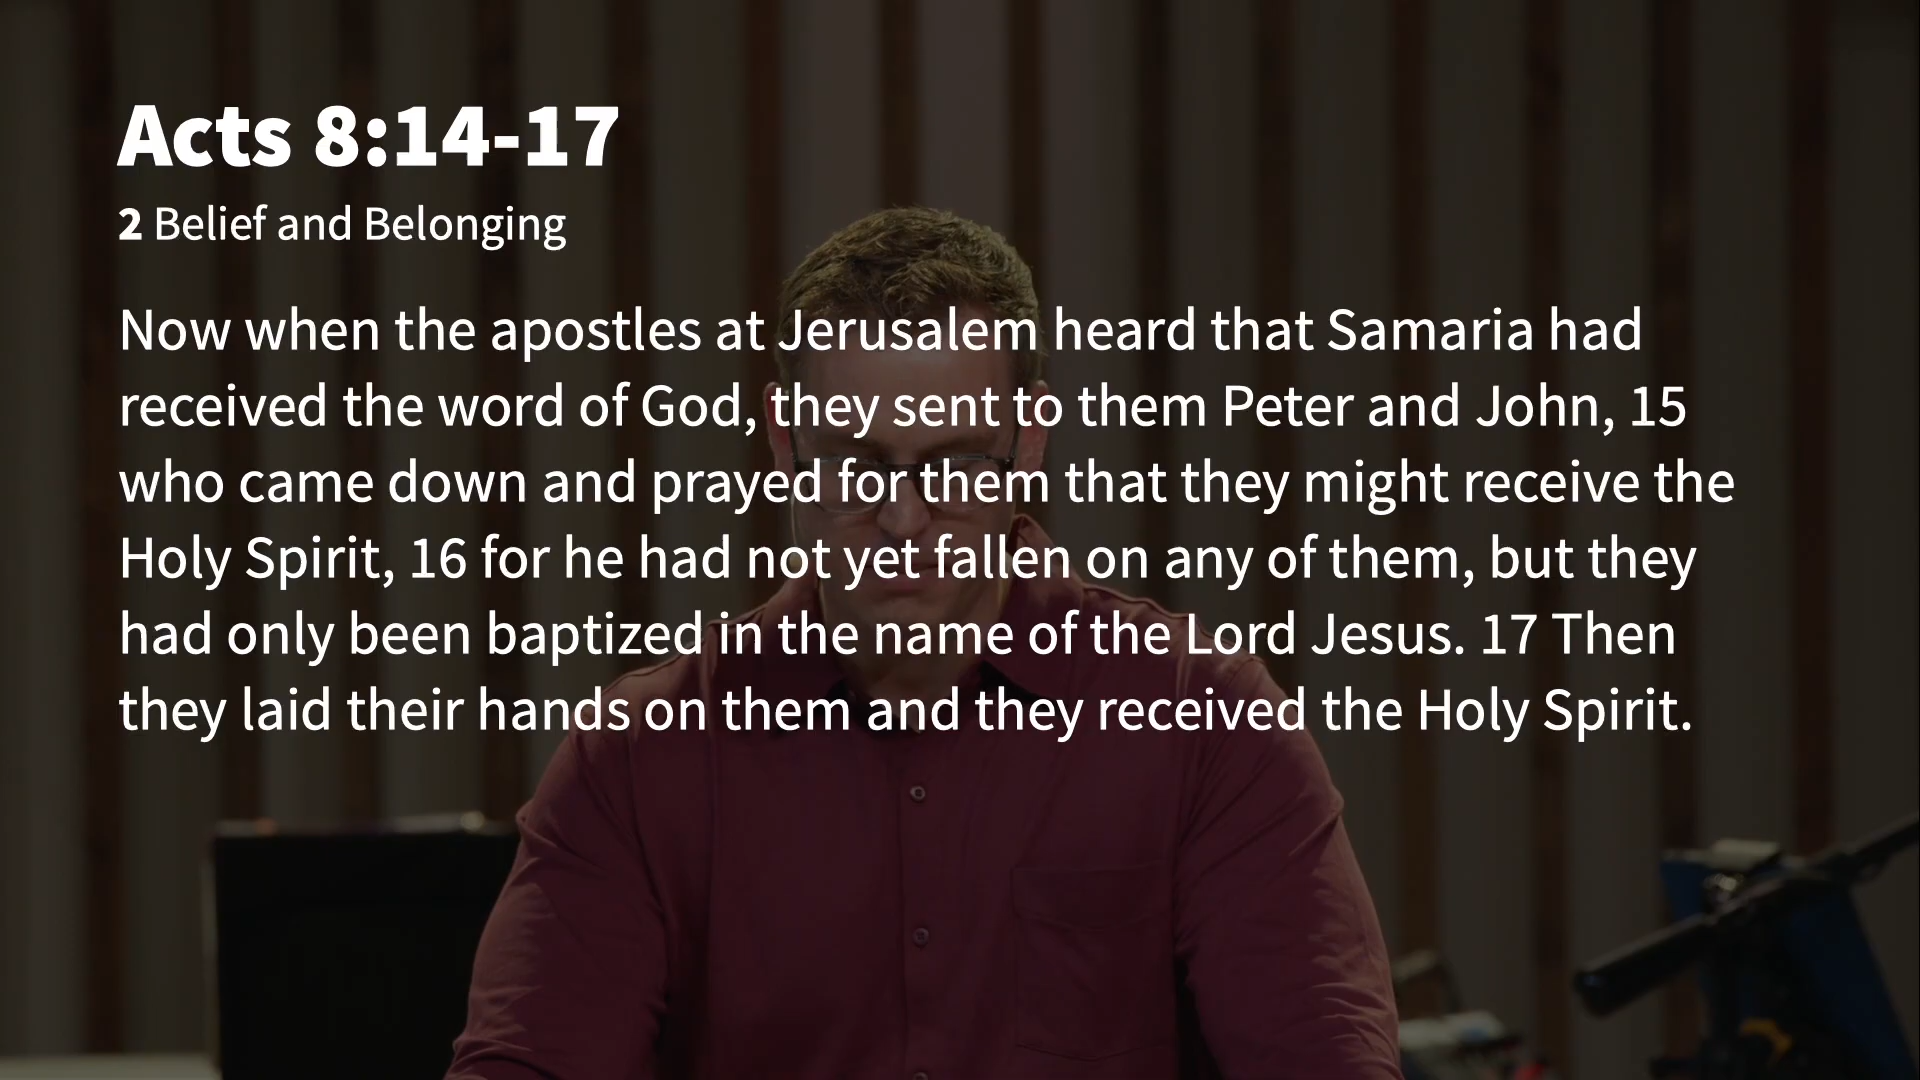 Acts 8:14-17
2 Belief and Belonging
Now when the apostles at Jerusalem heard that Samaria had
received the word of God, they sent to them Peter and John, 15
who came down and prayed for them that they might receive the
Holy Spirit, 16 for he had not yet fallen on any of them, but they
had only been baptized in the name of the Lord Jesus. 17 Then
they laid their hands on them and they received the Holy Spirit.